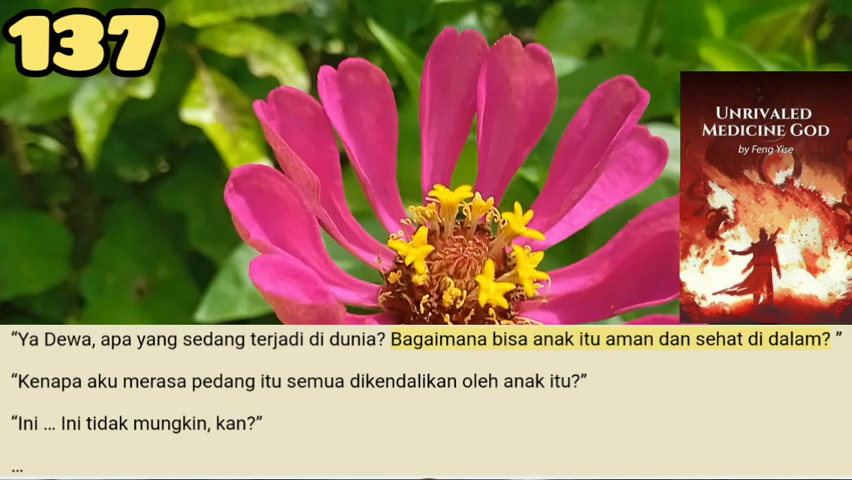 137
UNRIVALED
MEDICINE GOD
by Feng Yise
“Ya Dewa, apa yang sedang terjadi di dunia? Bagaimana bisa anak itu aman dan sehat di dalam? ”
“Kenapa aku merasa pedang itu semua dikendalikan oleh anak itu?”
“Ini ... Ini tidak mungkin, kan?”
...